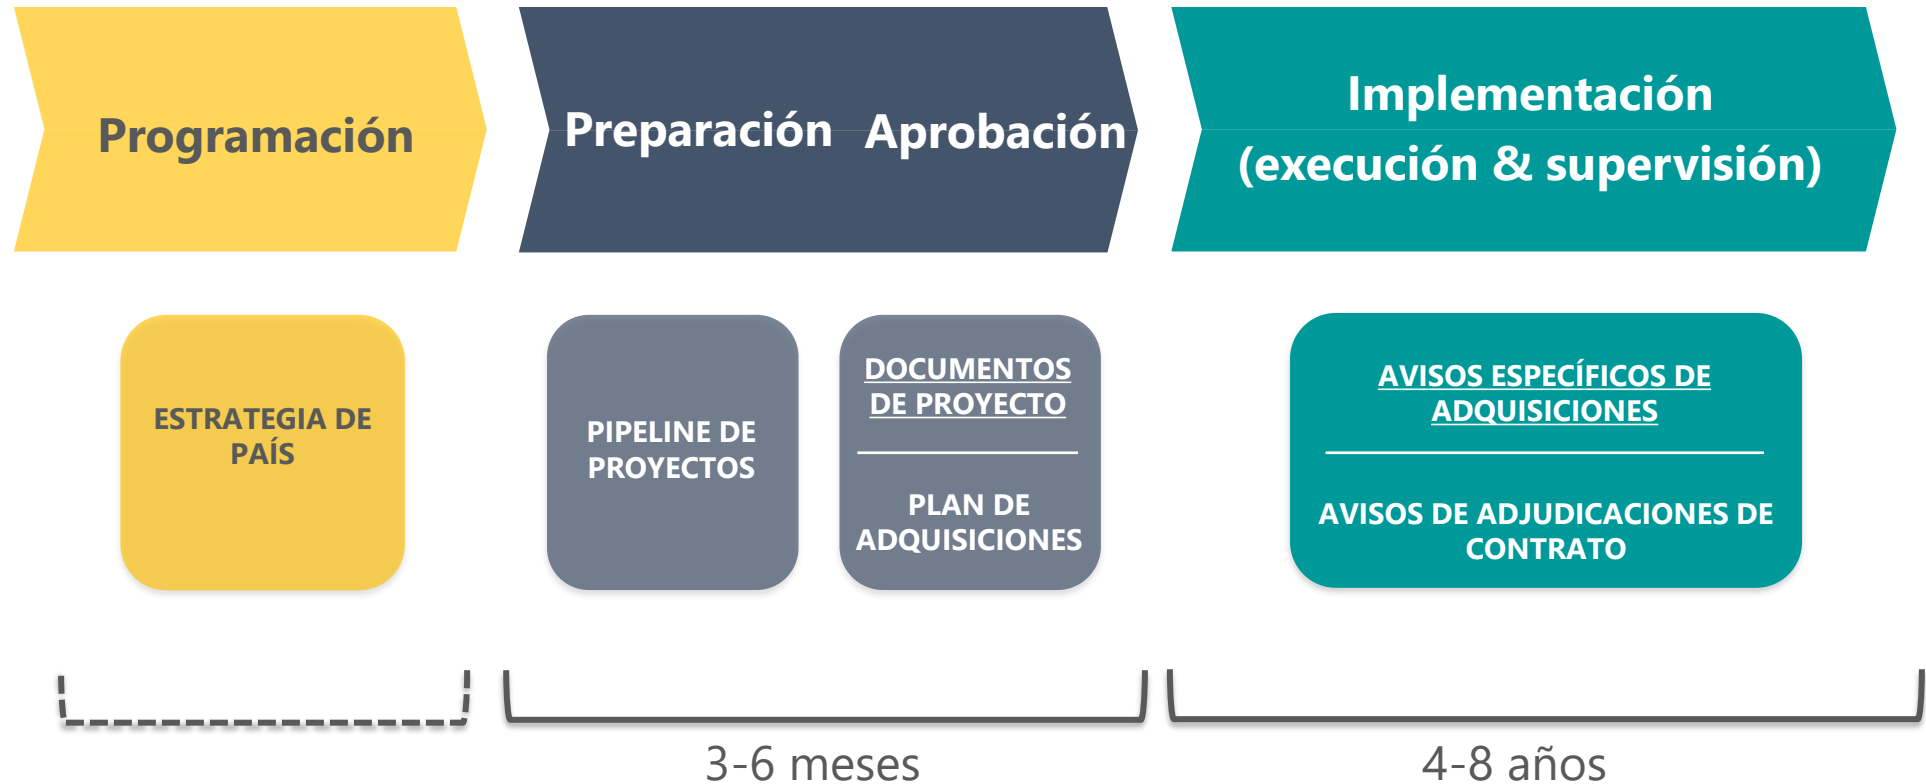 Programación
Preparación
Aprobación
Implementación
(execución & supervisión)
ESTRATEGIA DE
PAÍS
PIPELINE DE
PROYECTOS
DOCUMENTOS
DE PROYECTO
PLAN DE
ADQUISICIONES
AVISOS ESPECÍFICOS DE
ADQUISICIONES
AVISOS DE ADJUDICACIONES DE
CONTRATO
3-6 meses
4-8 años